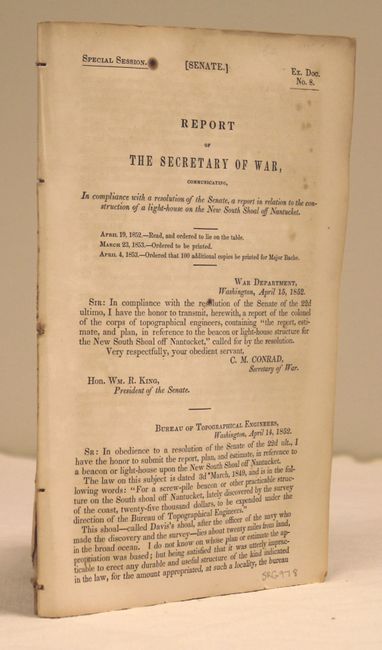 SPECIAL SESSION.
[SENATE.]
EX. DOC.
No. 8.
REPORT
OF
THE SECRETARY OF WAR,
COMMUNICATING,
In compliance with a resolution of the Senate, a report in relation to the con-
struction of a light-house on the New South Shoal off Nantucket.
APRIL 19, 1852.—Read, and ordered to lie on the table.
MARCH 23, 1853.—Ordered to be printed.
APRIL 4, 1853.—Ordered that 100 additional copies be printed for Major Bache.
WAR DEPARTMENT,
Washington, April 15, 1852.
SIR: In compliance with the resolution of the Senate of the 22d
ultimo, I have the honor to transmit, herewith, a report of the colonel
of the corps of topographical engineers, containing "the report, esti-
mate, and plan, in reference to the beacon or light-house structure for
the New South Shoal off Nantucket," called for by the resolution.
Very respectfully, your obedient servant,
C. M. CONRAD,
Secretary of War.
Hon. WM. R. KING,
President of the Senate.
BUREAU OF TOPOGRAPHICAL ENGINEERS,
Washington, April 14, 1852.
SR: In obedience to a resolution of the Senate of the 22d ult., I
have the honor to submit the report, plan, and estimate, in reference to
a beacon or light-house upon the New South Shoal off Nantucket.
The law on this subject is dated 3d March, 1849, and is in the fol-
lowing words: "For a screw-pile beacon or other practicable struc-
ture on the South shoal off Nantucket, lately discovered by the survey
of the coast, twenty-five thousand dollars, to be expended under the
direction of the Bureau of Topographical Engineers."
This shoal—called Davis's shoal, after the officer of the navy who
made the discovery and the survey—lies about twenty miles from land,
in the broad ocean. I do not know on whose plan or estimate the ap-
propriation was based; but being satisfied that it was utterly imprac-
ticable to erect any durable and useful structure of the kind indicated
in the law, for the amount appropriated, at such a locality, the bureau
SRG978